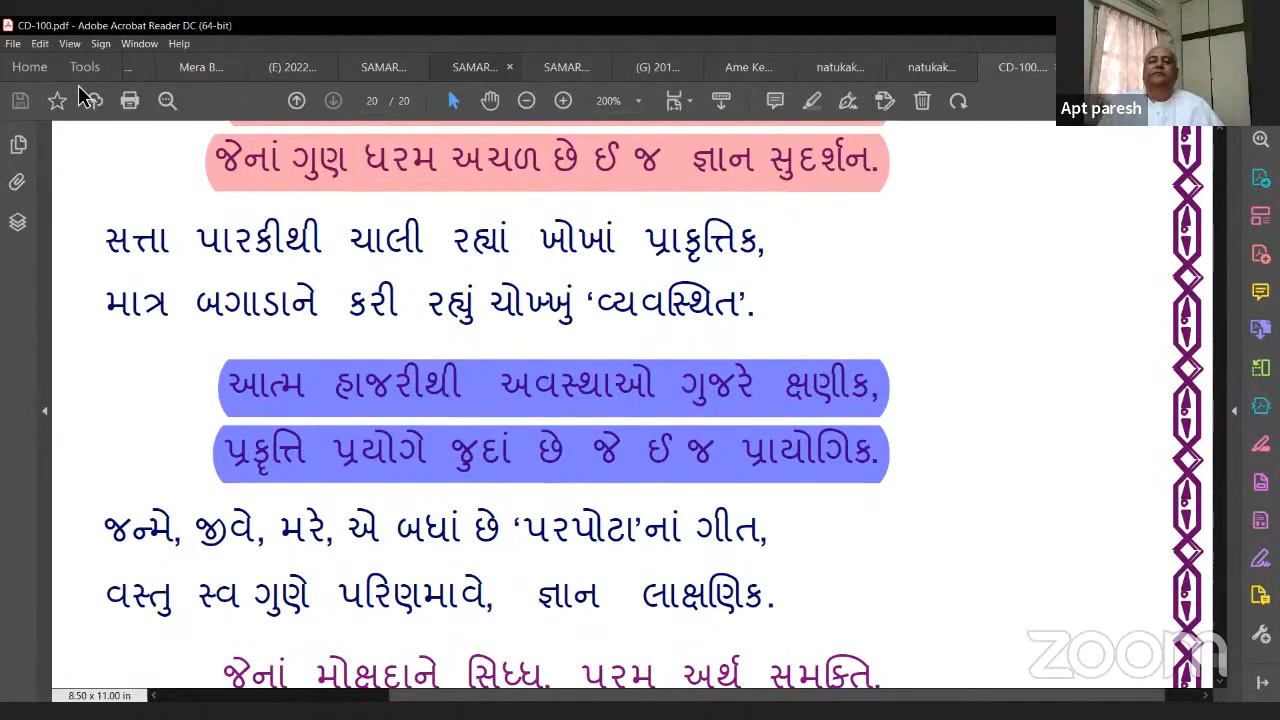 CD-100.pdf - Adobe Acrobat Reader DC (64-bit)
File Edit View Sign Window Help
Home Tools ... Mera B... (E) 2022... SAMAR... SAMAR... × SAMAR... (G) 201... Ame Ke... natukak... natukak... CD-100....
20 / 20 200%
Apt paresh
જેનાં ગુણ ધરમ અચળ છે ઈ જ જ્ઞાન સુદર્શન.
સત્તા પારકીથી ચાલી રહ્યાં ખોખાં પ્રાકૃત્તિક,
માત્ર બગાડાને કરી રહ્યું ચોખ્ખું ‘વ્યવસ્થિત’.
આત્મ હાજરીથી અવસ્થાઓ ગુજરે ક્ષણીક,
પ્રકૃત્તિ પ્રયોગે જુદાં છે જે ઈ જ પ્રાયોગિક.
જન્મે, જીવે, મરે, એ બધાં છે ‘પરપોટા’નાં ગીત,
વસ્તુ સ્વ ગુણે પરિણમાવે, જ્ઞાન લાક્ષણિક.
જેનાં મોક્ષદાને સિધ્ધ, પરમ અર્થ સમક્તિ,
zoom
8.50 x 11.00 in